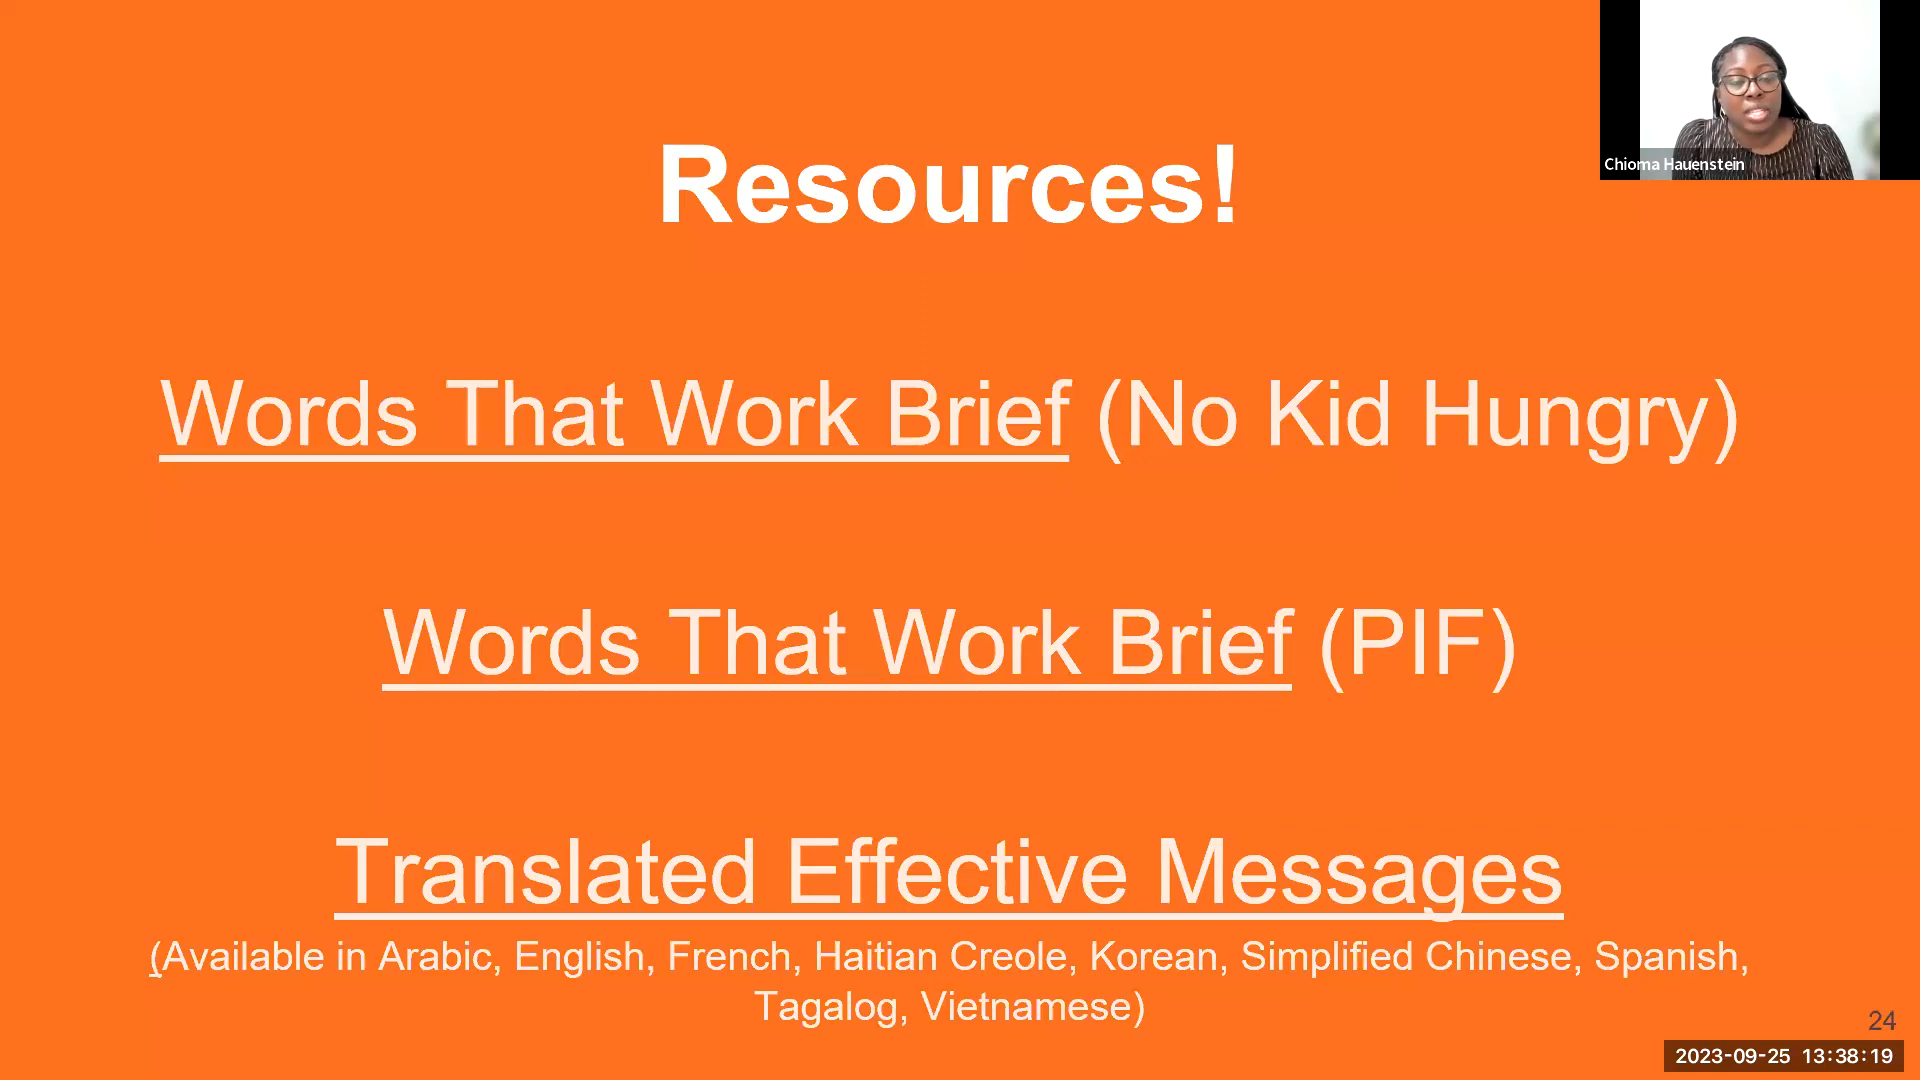 Chioma Hauenstein
Resources!
Words That Work Brief (No Kid Hungry)
Words That Work Brief (PIF)
Translated Effective Messages
(Available in Arabic, English, French, Haitian Creole, Korean, Simplified Chinese, Spanish,
Tagalog, Vietnamese)
24
2023-09-25 13:38:19